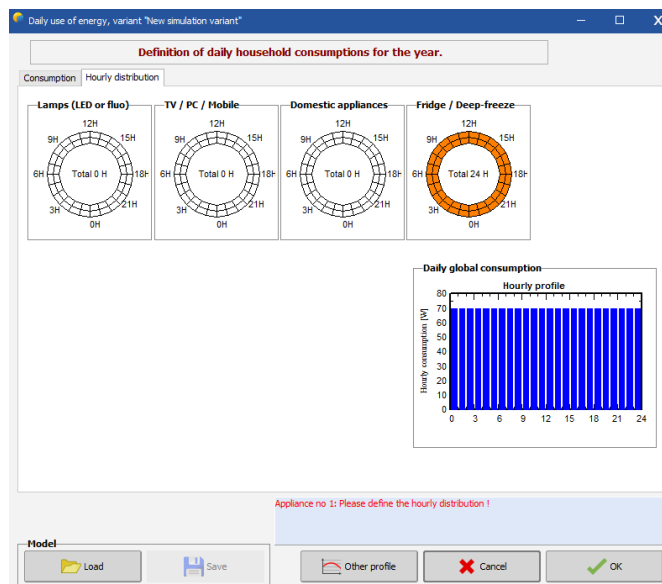 Daily use of energy, variant "New simulation variant"
Definition of daily household consumptions for the year.
Consumption Hourly distribution
Lamps (LED or fluo) TV / PC / Mobile Domestic appliances Fridge / Deep-freeze
12H 12H 12H 12H
9H 15H 9H 15H 9H 15H 9H 15H
6H Total 0 H 18H 6H Total 0 H 18H 6H Total 0 H 18H 6H Total 24 H 18H
3H 21H 3H 21H 3H 21H 3H 21H
0H 0H 0H 0H
Daily global consumption
Hourly profile
Hourly consumption [W]
80
70
60
50
40
30
20
10
0
0 3 6 9 12 15 18 21 24
Appliance no 1: Please define the hourly distribution !
Model
Load Save Other profile Cancel OK